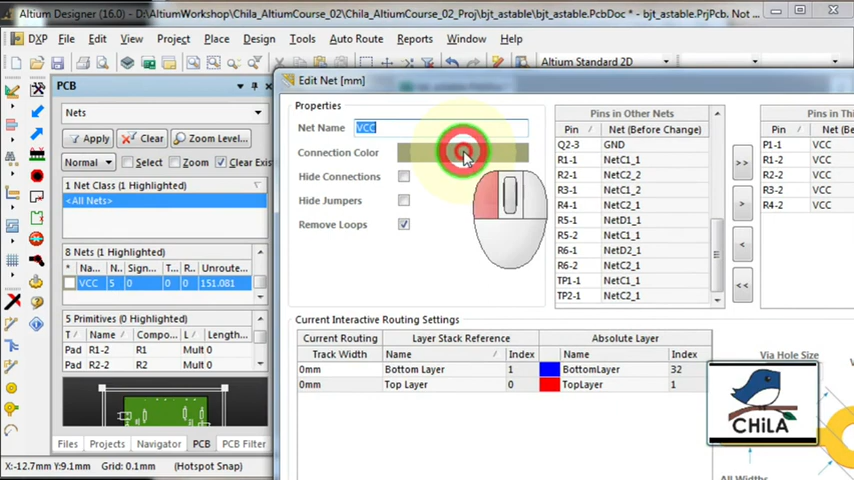 Altium Designer (16.0) - D:\AltiumWorkshop\Chila_AltiumCourse_02\Chila_AltiumCourse_02_Proj\bjt_astable\bjt_astable.PcbDoc * - bjt_astable.PrjPcb. Not ...
DXP File Edit View Project Place Design Tools Auto Route Reports Window Help
Altium Standard 2D
PCB
Nets
Apply Clear Zoom Level...
Normal Select Zoom Clear Exist
1 Net Class (1 Highlighted)
<All Nets>
8 Nets (1 Highlighted)
* Na... N... Sign... T... R... Unroute...
VCC 5 0 0 0 151.081
5 Primitives (0 Highlighted)
T Name Compo... L Length...
Pad R1-2 R1 Mult 0
Pad R2-2 R2 Mult 0
Files Projects Navigator PCB PCB Filter
X:-12.7mm Y:9.1mm Grid: 0.1mm (Hotspot Snap)
Edit Net [mm]
Properties
Net Name VCC
Connection Color
Hide Connections
Hide Jumpers
Remove Loops
Pins in Other Nets
Pin Net (Before Change)
Q2-3 GND
R1-1 NetC1_1
R2-1 NetC2_2
R3-1 NetC1_2
R4-1 NetC2_1
R5-1 NetD1_1
R5-2 NetC1_1
R6-1 NetD2_1
R6-2 NetC2_1
TP1-1 NetC1_1
TP2-1 NetC2_1
>>
>
<
<<
Pins in Thi
Pin Net (Before
P1-1 VCC
R1-2 VCC
R2-2 VCC
R3-2 VCC
R4-2 VCC
Current Interactive Routing Settings
Current Routing Layer Stack Reference Absolute Layer
Track Width Name Index Name Index
0mm Bottom Layer 1 BottomLayer 32
0mm Top Layer 0 TopLayer 1
Via Hole Size
CHiLA
All Widths